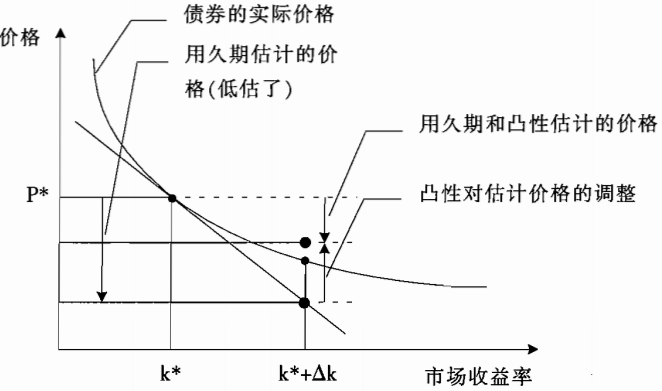 债券的实际价格
价格
用久期估计的价
格(低估了)
用久期和凸性估计的价格
凸性对估计价格的调整
P*
k*
k*+Δk
市场收益率